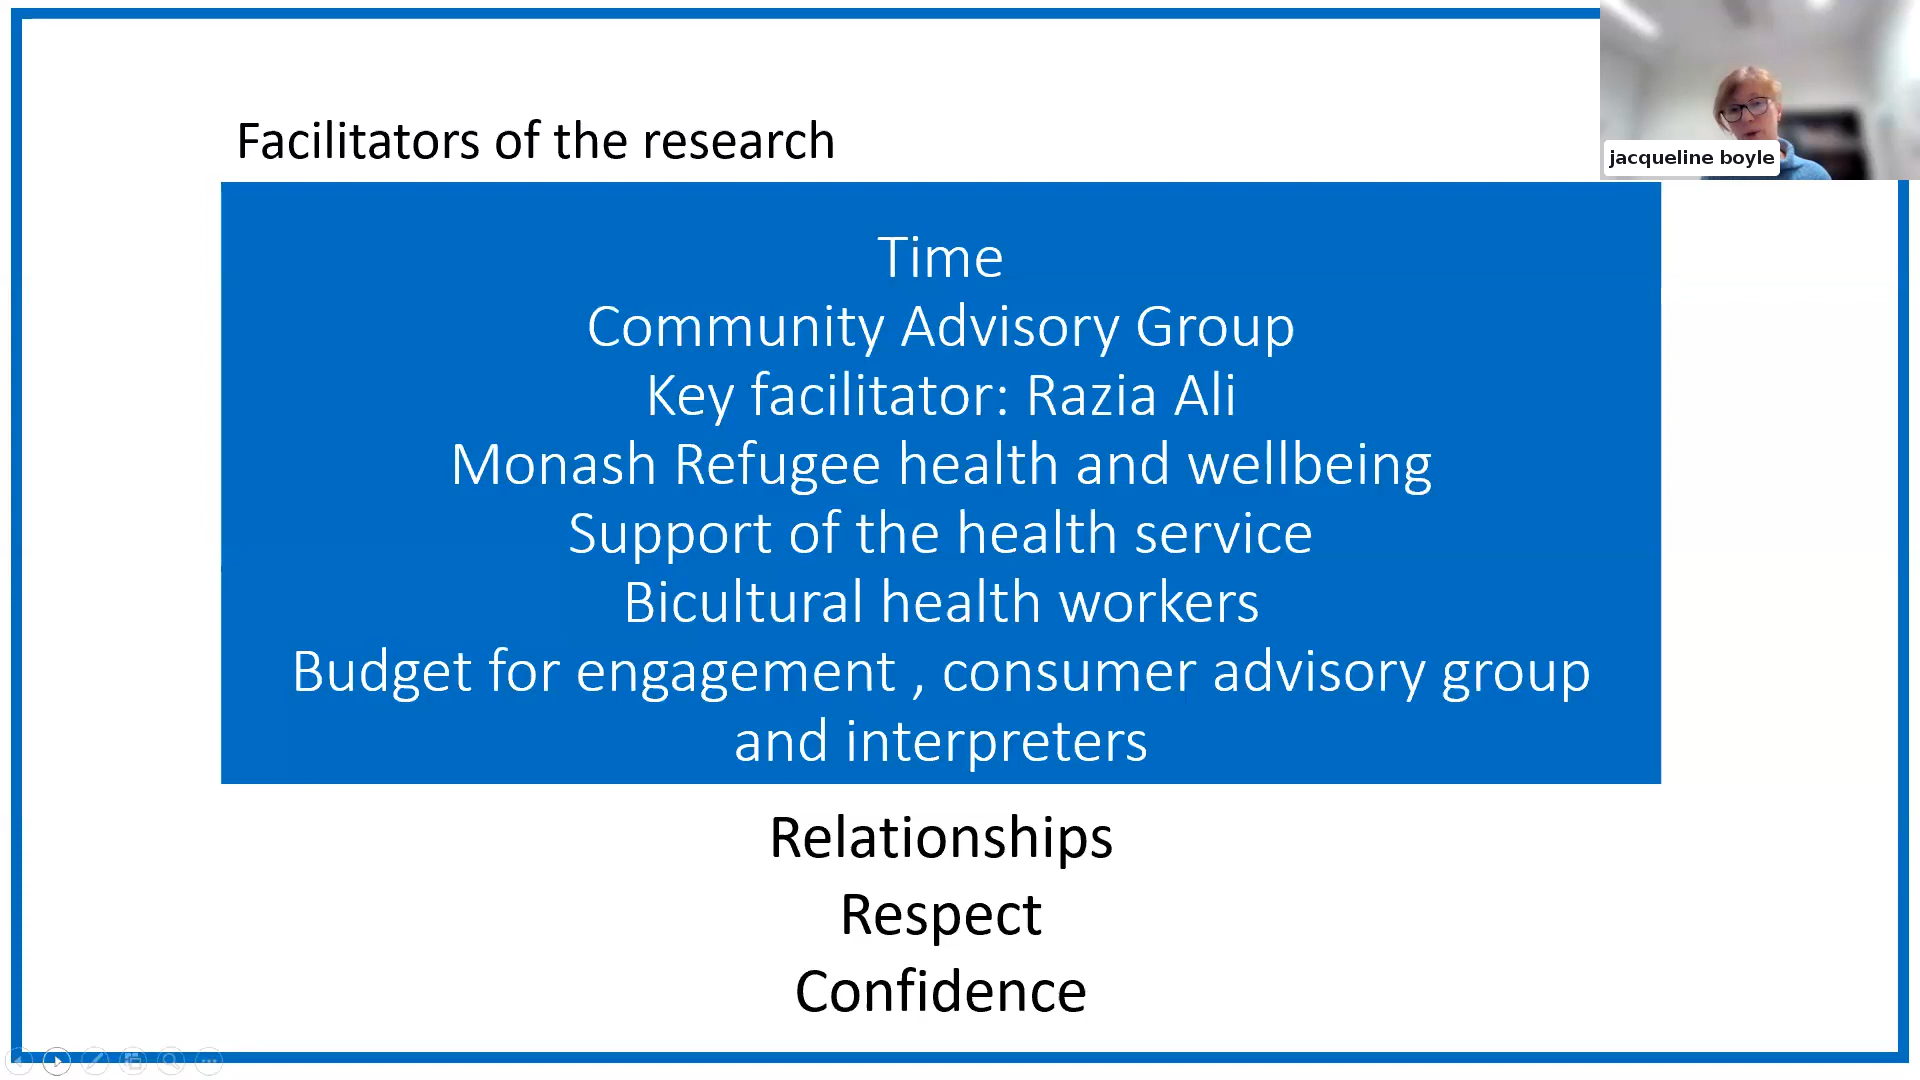 Facilitators of the research
jacqueline boyle
Time
Community Advisory Group
Key facilitator: Razia Ali
Monash Refugee health and wellbeing
Support of the health service
Bicultural health workers
Budget for engagement , consumer advisory group
and interpreters
Relationships
Respect
Confidence